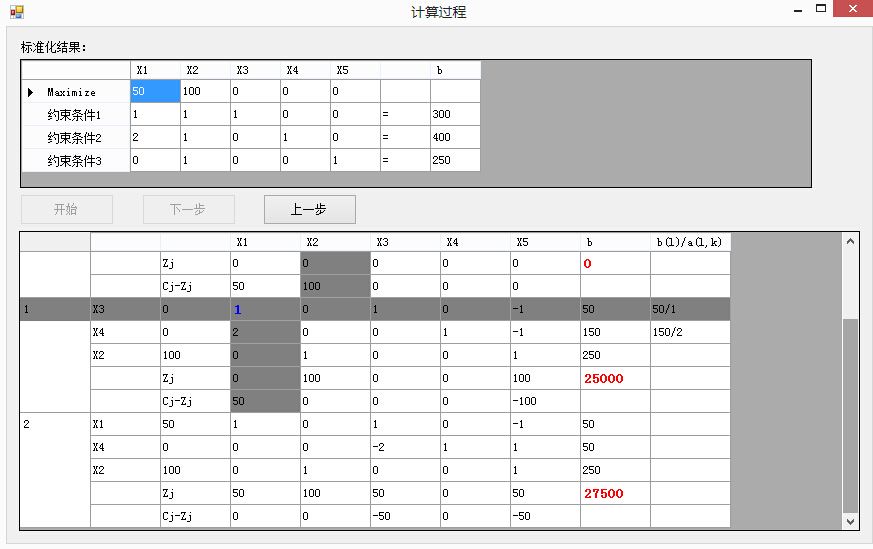 计算过程
标准化结果:
X1 X2 X3 X4 X5 b
Maximize 50 100 0 0 0
约束条件1 1 1 1 0 0 = 300
约束条件2 2 1 0 1 0 = 400
约束条件3 0 1 0 0 1 = 250
开始 下一步 上一步
X1 X2 X3 X4 X5 b b(l)/a(l,k)
Zj 0 0 0 0 0 0
Cj-Zj 50 100 0 0 0
1 X3 0 1 0 1 0 -1 50 50/1
X4 0 2 0 0 1 -1 150 150/2
X2 100 0 1 0 0 1 250
Zj 0 100 0 0 100 25000
Cj-Zj 50 0 0 0 -100
2 X1 50 1 0 1 0 -1 50
X4 0 0 0 -2 1 1 50
X2 100 0 1 0 0 1 250
Zj 50 100 50 0 50 27500
Cj-Zj 0 0 -50 0 -50